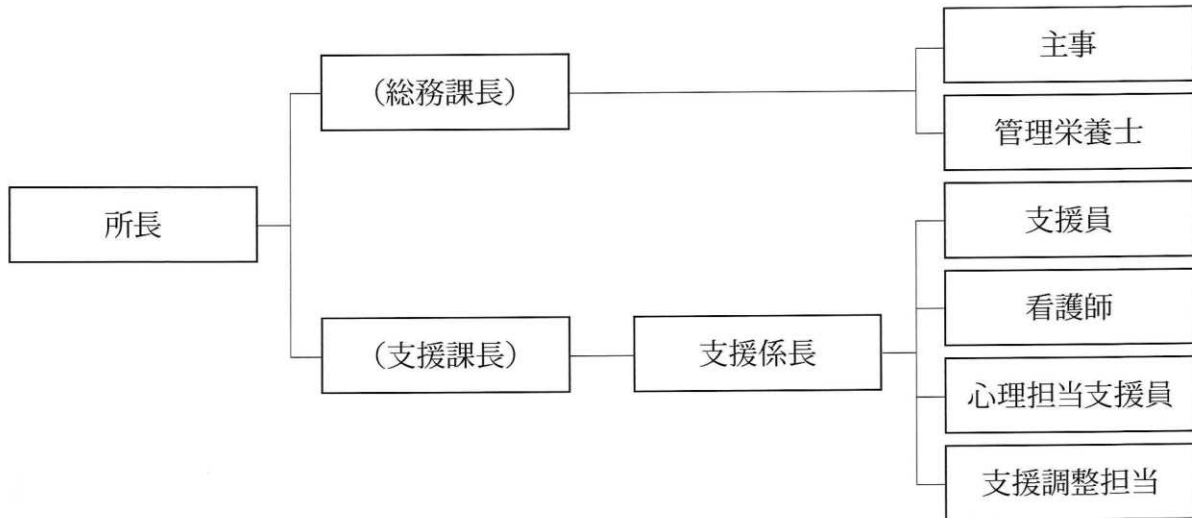 所長
（総務課長）
主事
管理栄養士
（支援課長）
支援係長
支援員
看護師
心理担当支援員
支援調整担当